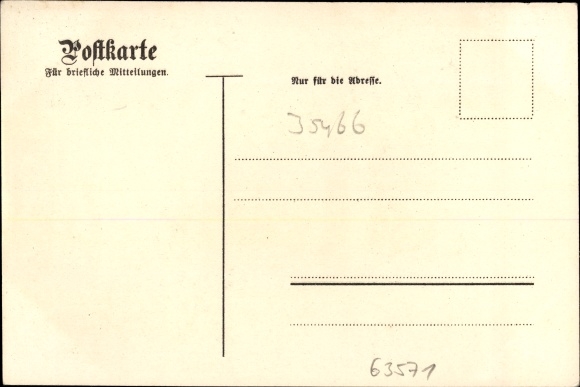 Postkarte
Für briefliche Mitteilungen.
Nur für die Adresse.
35466
63571